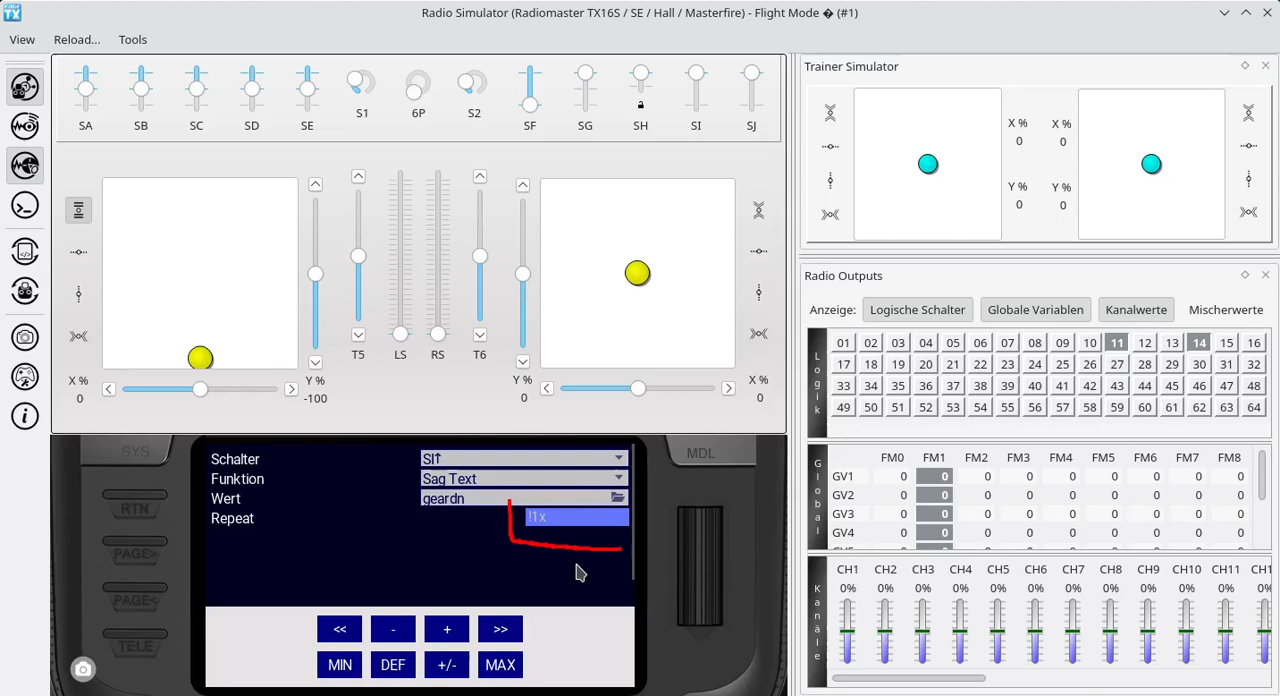 Radio Simulator (Radiomaster TX16S / SE / Hall / Masterfire) - Flight Mode � (#1)
View Reload... Tools
SA SB SC SD SE S1 6P S2 SF SG SH SI SJ
T5 LS RS T6
X %
0
Y %
-100
Y %
0
X %
0
SYS
RTN
PAGE>
PAGE<
TELE
MDL
Schalter SI↑
Funktion Sag Text
Wert geardn
Repeat !1x
<< - + >>
MIN DEF +/- MAX
Trainer Simulator
X % X %
0 0
Y % Y %
0 0
Radio Outputs
Anzeige: Logische Schalter Globale Variablen Kanalwerte Mischerwerte
Logik
01 02 03 04 05 06 07 08 09 10 11 12 13 14 15 16
17 18 19 20 21 22 23 24 25 26 27 28 29 30 31 32
33 34 35 36 37 38 39 40 41 42 43 44 45 46 47 48
49 50 51 52 53 54 55 56 57 58 59 60 61 62 63 64
Global
FM0 FM1 FM2 FM3 FM4 FM5 FM6 FM7 FM8
GV1 0 0 0 0 0 0 0 0 0
GV2 0 0 0 0 0 0 0 0 0
GV3 0 0 0 0 0 0 0 0 0
GV4 0 0 0 0 0 0 0 0 0
Kanäle
CH1 CH2 CH3 CH4 CH5 CH6 CH7 CH8 CH9 CH10 CH11 CH1
0% 0% 0% 0% 0% 0% 0% 0% 0% 0% 0% 0%